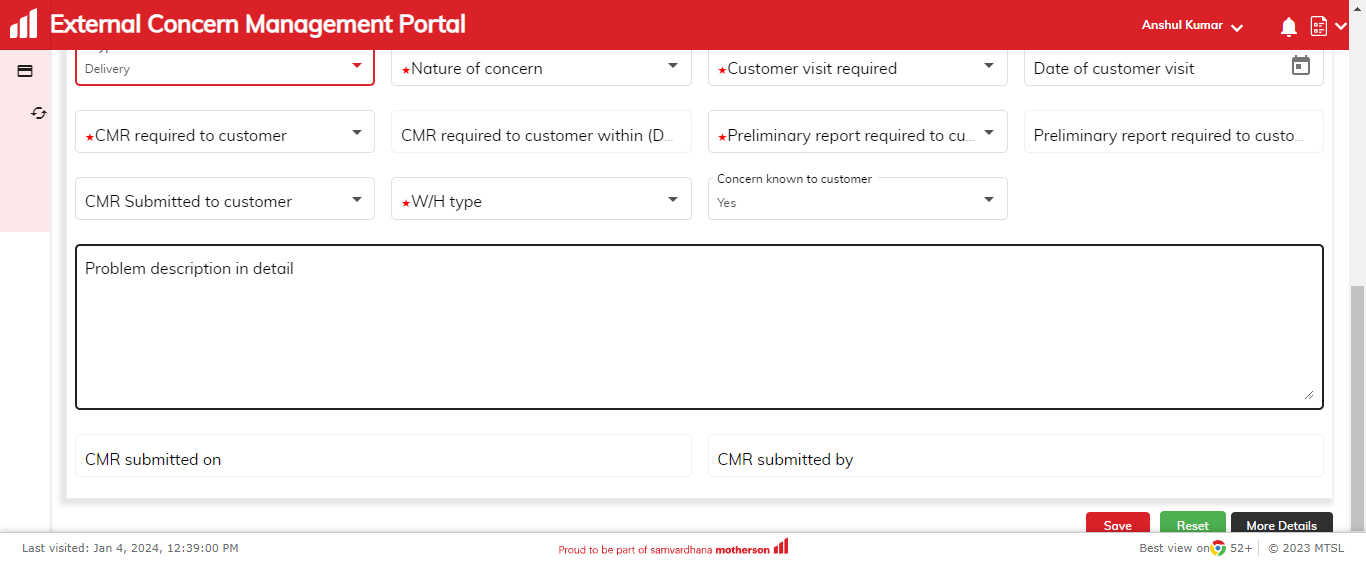 External Concern Management Portal
Anshul Kumar
Delivery
★Nature of concern
★Customer visit required
Date of customer visit
★CMR required to customer
CMR required to customer within (D...
★Preliminary report required to cu...
Preliminary report required to custo...
CMR Submitted to customer
★W/H type
Concern known to customer
Yes
Problem description in detail
CMR submitted on
CMR submitted by
Save
Reset
More Details
Last visited: Jan 4, 2024, 12:39:00 PM
Proud to be part of samvardhana motherson
Best view on 52+
© 2023 MTSL